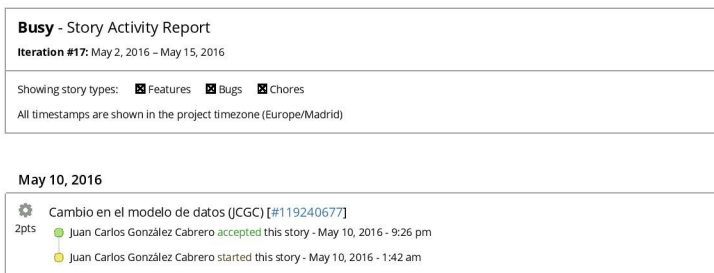 Busy - Story Activity Report
Iteration #17: May 2, 2016 – May 15, 2016
Showing story types: Features Bugs Chores
All timestamps are shown in the project timezone (Europe/Madrid)
May 10, 2016
Cambio en el modelo de datos (JCGC) [#119240677]
2pts
Juan Carlos González Cabrero accepted this story - May 10, 2016 - 9:26 pm
Juan Carlos González Cabrero started this story - May 10, 2016 - 1:42 am